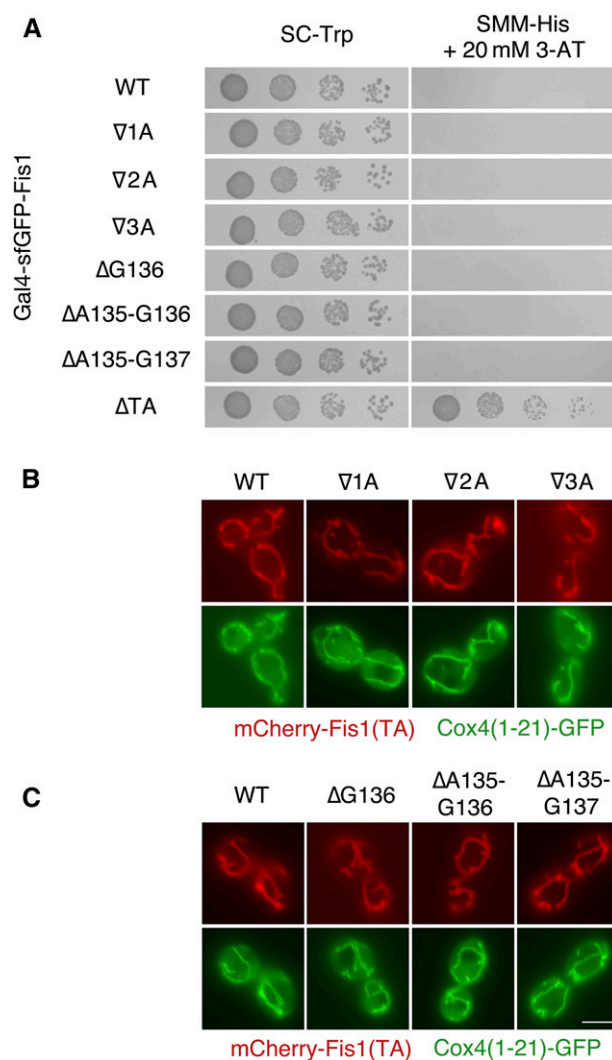 A
SC-Trp
SMM-His
+ 20 mM 3-AT
Gal4-sfGFP-Fis1
WT
∇1A
∇2A
∇3A
ΔG136
ΔA135-G136
ΔA135-G137
ΔTA
B
WT
∇1A
∇2A
∇3A
mCherry-Fis1(TA)
Cox4(1-21)-GFP
C
WT
ΔG136
ΔA135-
G136
ΔA135-
G137
mCherry-Fis1(TA)
Cox4(1-21)-GFP